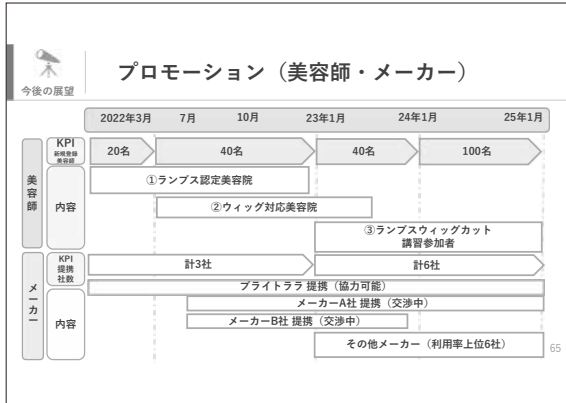 今後の展望
プロモーション（美容師・メーカー）
2022年3月 7月 10月 23年1月 24年1月 25年1月
美容師
KPI
新規登録
美容師
20名 40名 40名 100名
内容
①ランプス認定美容院
②ウィッグ対応美容院
③ランプスウィッグカット
講習参加者
メーカー
KPI
提携
社数
計3社 計6社
内容
ブライトララ 提携（協力可能）
メーカーA社 提携（交渉中）
メーカーB社 提携（交渉中）
その他メーカー（利用率上位6社）
65